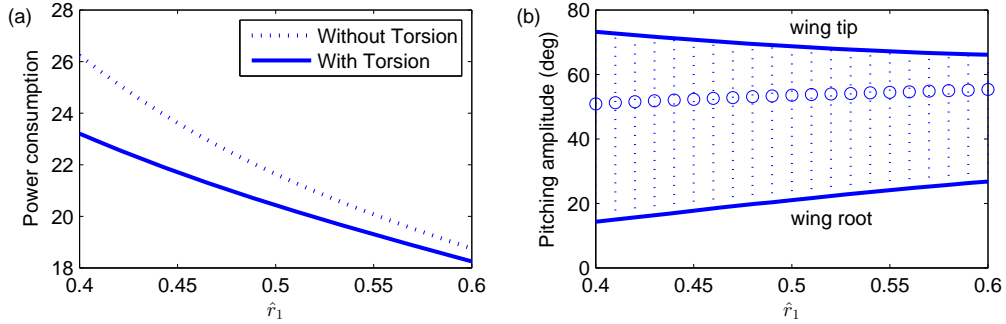 (a)
28
26
24
22
20
18
Power consumption
Without Torsion
With Torsion
0.4 0.45 0.5 0.55 0.6
r̂₁
(b)
80
60
40
20
0
Pitching amplitude (deg)
wing tip
wing root
0.4 0.45 0.5 0.55 0.6
r̂₁